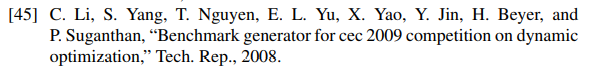 [45] C. Li, S. Yang, T. Nguyen, E. L. Yu, X. Yao, Y. Jin, H. Beyer, and
P. Suganthan, “Benchmark generator for cec 2009 competition on dynamic
optimization,” Tech. Rep., 2008.